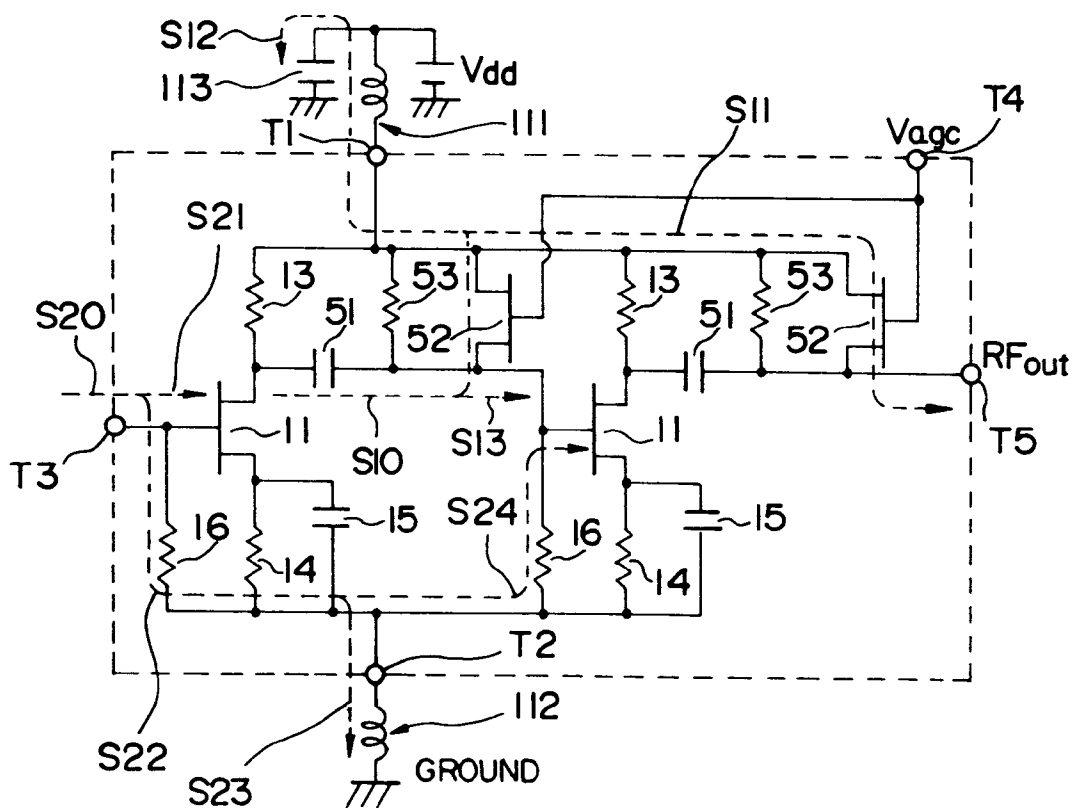 S12
113
Vdd
T1
111
S11
T4
Vagc
S21
S20
13
53
51
52
13
53
51
52
RFout
T3
11
S10
S13
11
T5
16
14
15
S24
16
14
15
S22
T2
112
S23
GROUND